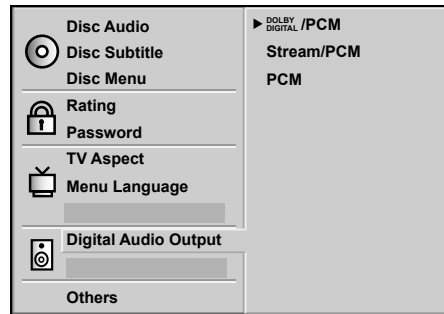 Disc Audio
Disc Subtitle
Disc Menu
Rating
Password
TV Aspect
Menu Language
Digital Audio Output
Others
DOLBY DIGITAL /PCM
Stream/PCM
PCM